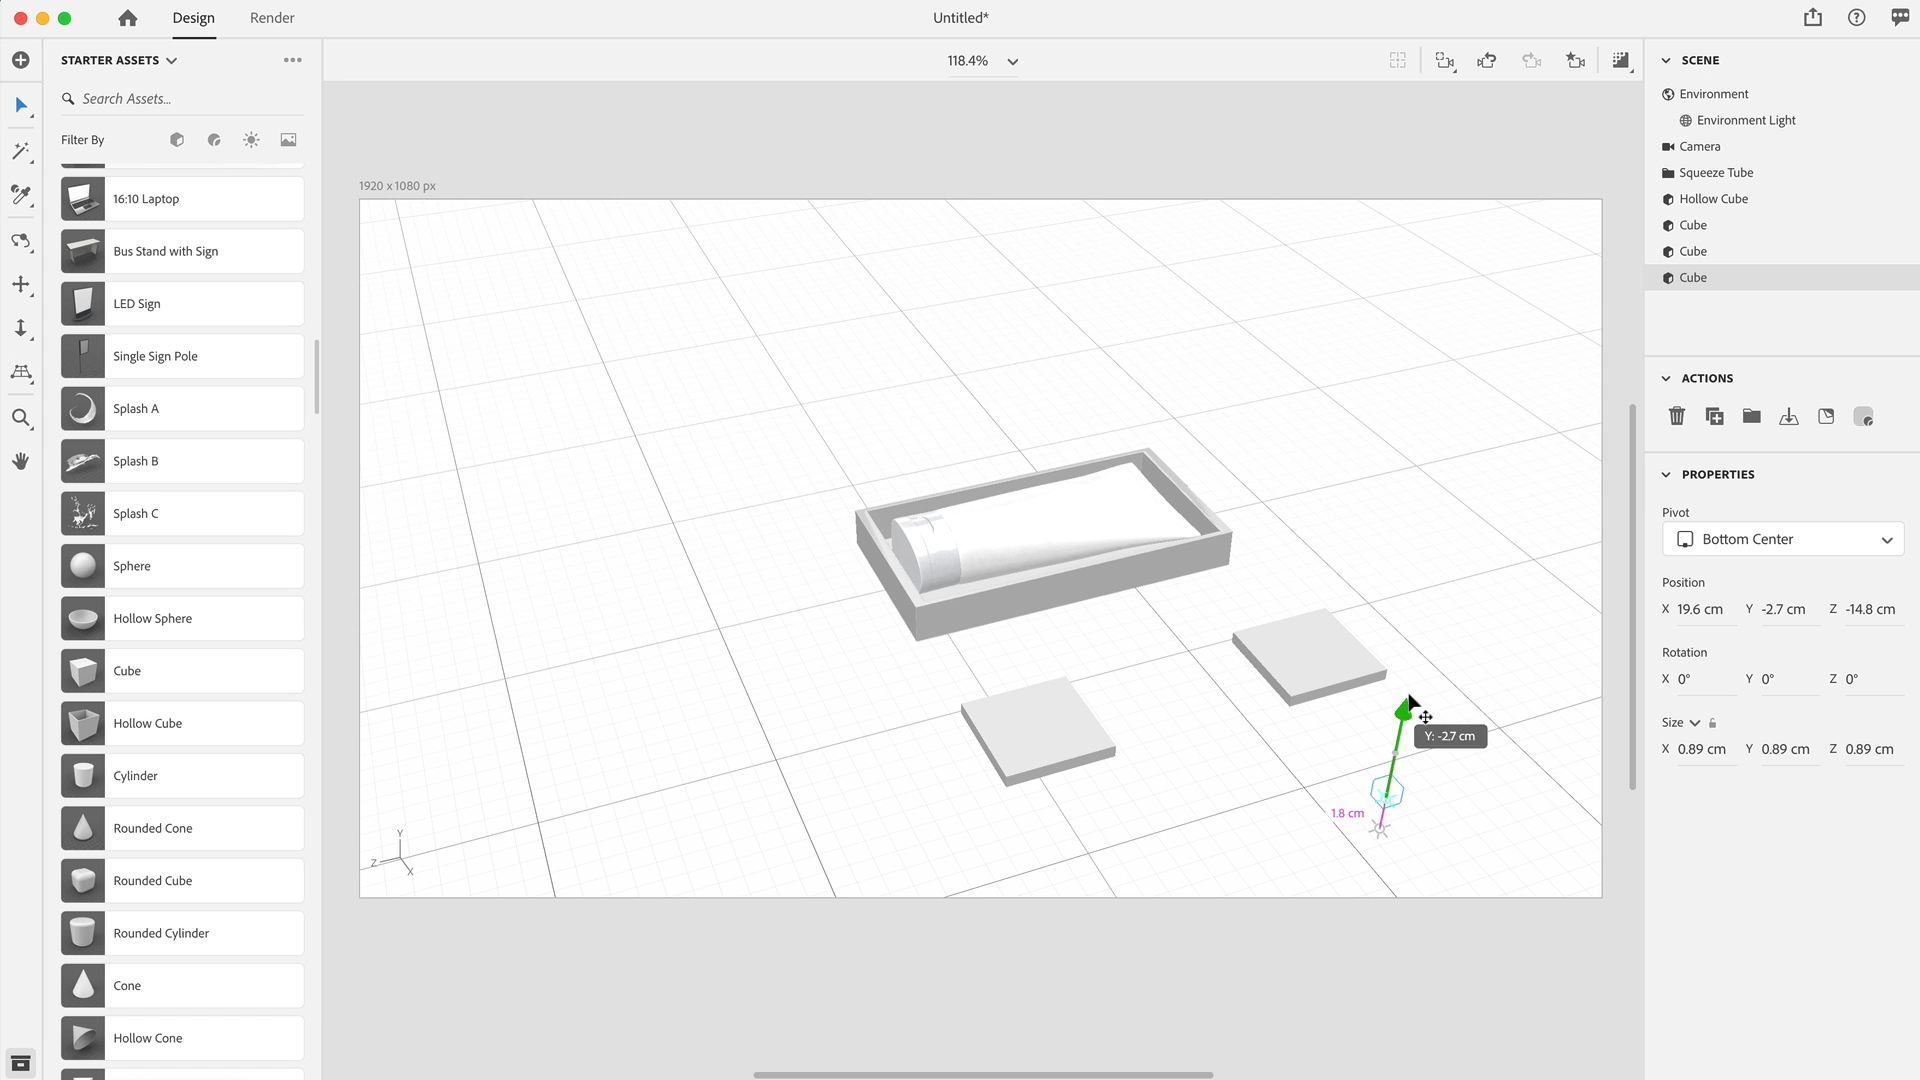 Design
Render
Untitled*
STARTER ASSETS
118.4%
SCENE
Search Assets...
Filter By
Environment
Environment Light
Camera
Squeeze Tube
Hollow Cube
Cube
Cube
Cube
16:10 Laptop
Bus Stand with Sign
LED Sign
Single Sign Pole
Splash A
Splash B
Splash C
Sphere
Hollow Sphere
Cube
Hollow Cube
Cylinder
Rounded Cone
Rounded Cube
Rounded Cylinder
Cone
Hollow Cone
1920 x 1080 px
Y: -2.7 cm
1.8 cm
Y
Z
X
ACTIONS
PROPERTIES
Pivot
Bottom Center
Position
X 19.6 cm Y -2.7 cm Z -14.8 cm
Rotation
X 0° Y 0° Z 0°
Size
X 0.89 cm Y 0.89 cm Z 0.89 cm